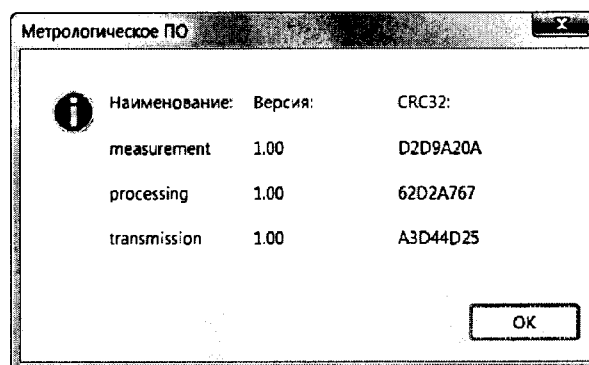 Метрологическое ПО
Наименование: Версия: CRC32:
measurement 1.00 D2D9A20A
processing 1.00 62D2A767
transmission 1.00 A3D44D25
OK